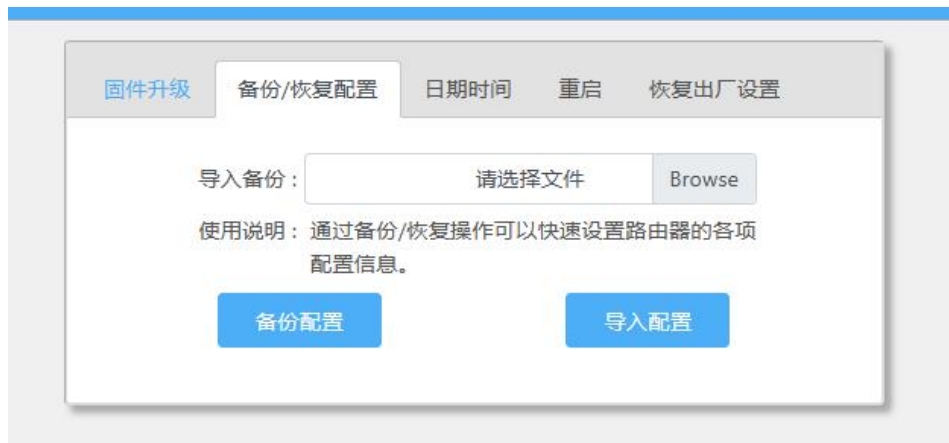 固件升级 备份/恢复配置 日期时间 重启 恢复出厂设置
导入备份： 请选择文件 Browse
使用说明： 通过备份/恢复操作可以快速设置路由器的各项
配置信息。
备份配置 导入配置